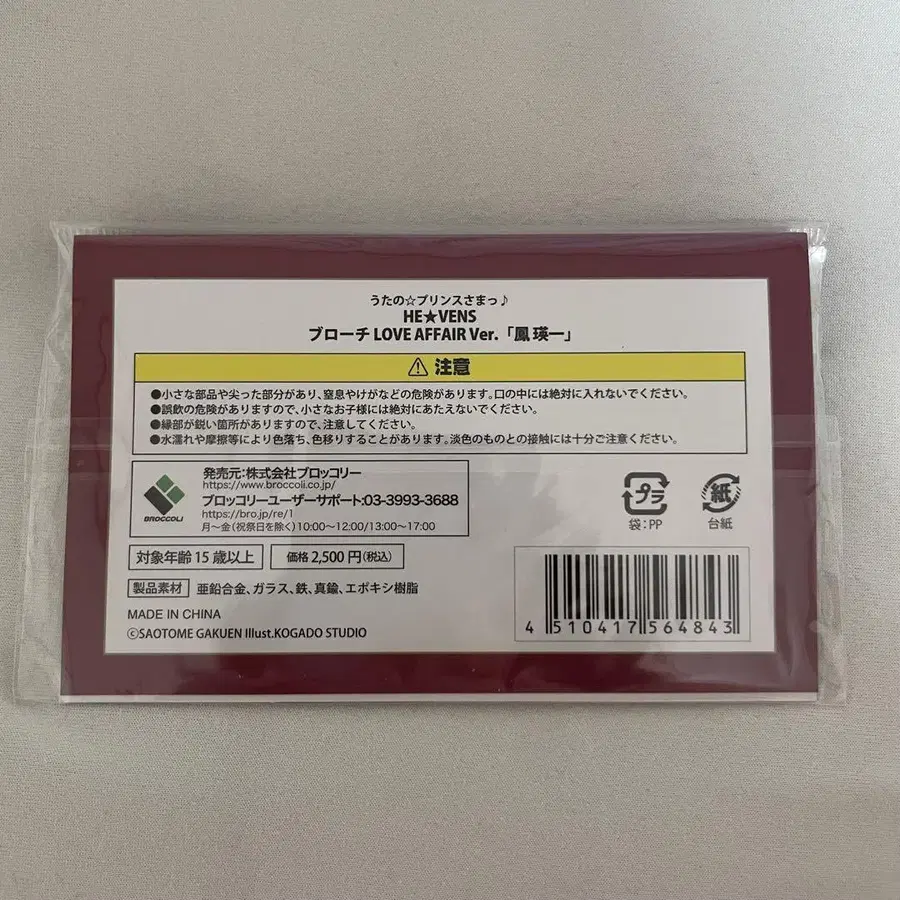 うたの☆プリンスさまっ♪
HE★VENS
ブローチ LOVE AFFAIR Ver.「鳳 瑛一」
⚠ 注意
●小さな部品や尖った部分があり、窒息やけがなどの危険があります。口の中には絶対に入れないでください。
●誤飲の危険がありますので、小さなお子様には絶対にあたえないでください。
●縁部が鋭い箇所がありますので、注意してください。
●水濡れや摩擦等により色落ち、色移りすることがあります。淡色のものとの接触には十分ご注意ください。
BROCCOLI
発売元:株式会社ブロッコリー
https://www.broccoli.co.jp/
ブロッコリーユーザーサポート:03-3993-3688
https://bro.jp/re/1
月～金(祝祭日を除く)10:00～12:00/13:00～17:00
プラ
袋:PP
紙
台紙
対象年齢 15 歳以上
価格 2,500 円(税込)
製品素材 亜鉛合金、ガラス、鉄、真鍮、エポキシ樹脂
MADE IN CHINA
©SAOTOME GAKUEN Illust.KOGADO STUDIO
4 510417 564843